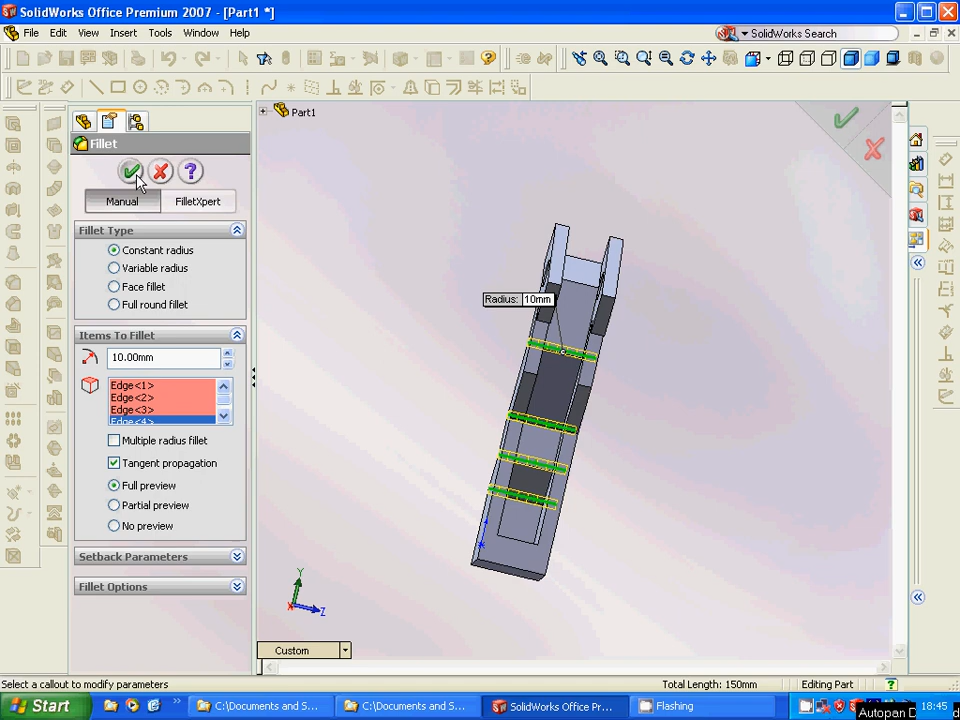 SolidWorks Office Premium 2007 - [Part1 *]
File Edit View Insert Tools Window Help
SolidWorks Search
Part1
Fillet
Manual FilletXpert
Fillet Type
Constant radius
Variable radius
Face fillet
Full round fillet
Items To Fillet
10.00mm
Edge<1>
Edge<2>
Edge<3>
Edge<4>
Multiple radius fillet
Tangent propagation
Full preview
Partial preview
No preview
Setback Parameters
Fillet Options
Radius: 10mm
Y
X
Z
Custom
Select a callout to modify parameters
Total Length: 150mm
Editing Part
Start
C:\Documents and S...
C:\Documents and S...
SolidWorks Office Pr...
Flashing
18:45
Autopan